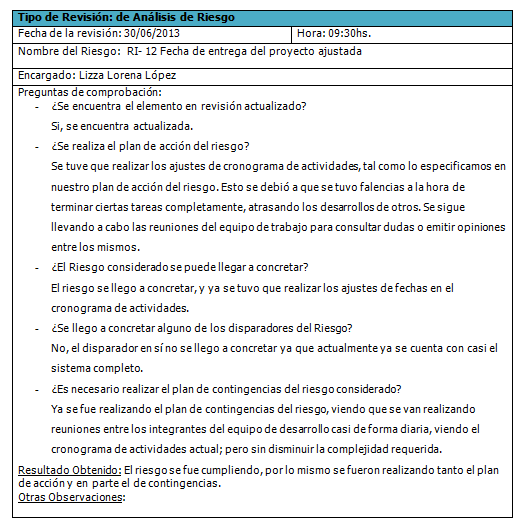 Tipo de Revisión: de Análisis de Riesgo
Fecha de la revisión: 30/06/2013 Hora: 09:30hs.
Nombre del Riesgo: RI- 12 Fecha de entrega del proyecto ajustada
Encargado: Lizza Lorena López
Preguntas de comprobación:
- ¿Se encuentra el elemento en revisión actualizado?
Si, se encuentra actualizada.
- ¿Se realiza el plan de acción del riesgo?
Se tuve que realizar los ajustes de cronograma de actividades, tal como lo especificamos en
nuestro plan de acción del riesgo. Esto se debió a que se tuvo falencias a la hora de
terminar ciertas tareas completamente, atrasando los desarrollos de otros. Se sigue
llevando a cabo las reuniones del equipo de trabajo para consultar dudas o emitir opiniones
entre los mismos.
- ¿El Riesgo considerado se puede llegar a concretar?
El riesgo se llego a concretar, y ya se tuvo que realizar los ajustes de fechas en el
cronograma de actividades.
- ¿Se llego a concretar alguno de los disparadores del Riesgo?
No, el disparador en sí no se llego a concretar ya que actualmente ya se cuenta con casi el
sistema completo.
- ¿Es necesario realizar el plan de contingencias del riesgo considerado?
Ya se fue realizando el plan de contingencias del riesgo, viendo que se van realizando
reuniones entre los integrantes del equipo de desarrollo casi de forma diaria, viendo el
cronograma de actividades actual; pero sin disminuir la complejidad requerida.
Resultado Obtenido: El riesgo se fue cumpliendo, por lo mismo se fueron realizando tanto el plan
de acción y en parte el de contingencias.
Otras Observaciones: